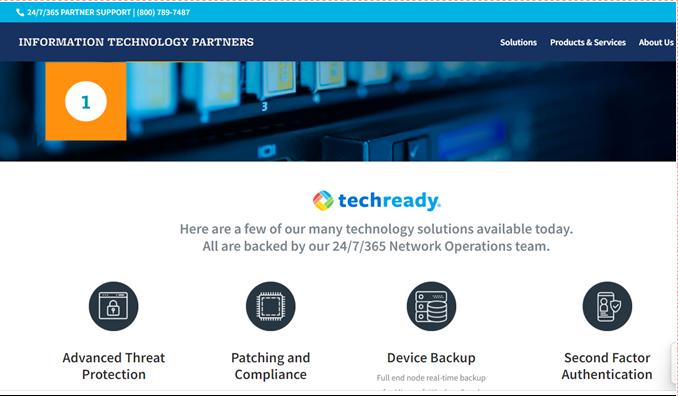 24/7/365 PARTNER SUPPORT | (800) 789-7487
INFORMATION TECHNOLOGY PARTNERS
Solutions
Products & Services
About Us
1
3
techready
Here are a few of our many technology solutions available today.
All are backed by our 24/7/365 Network Operations team.
Advanced Threat
Protection
Patching and
Compliance
Device Backup
Full end node real-time backup
Second Factor
Authentication